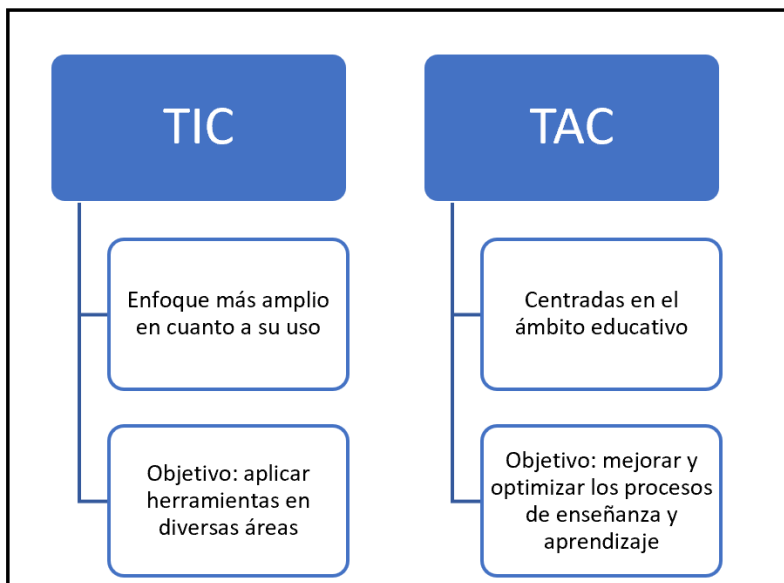 TIC
Enfoque más amplio
en cuanto a su uso
Objetivo: aplicar
herramientas en
diversas áreas
TAC
Centradas en el
ámbito educativo
Objetivo: mejorar y
optimizar los procesos
de enseñanza y
aprendizaje